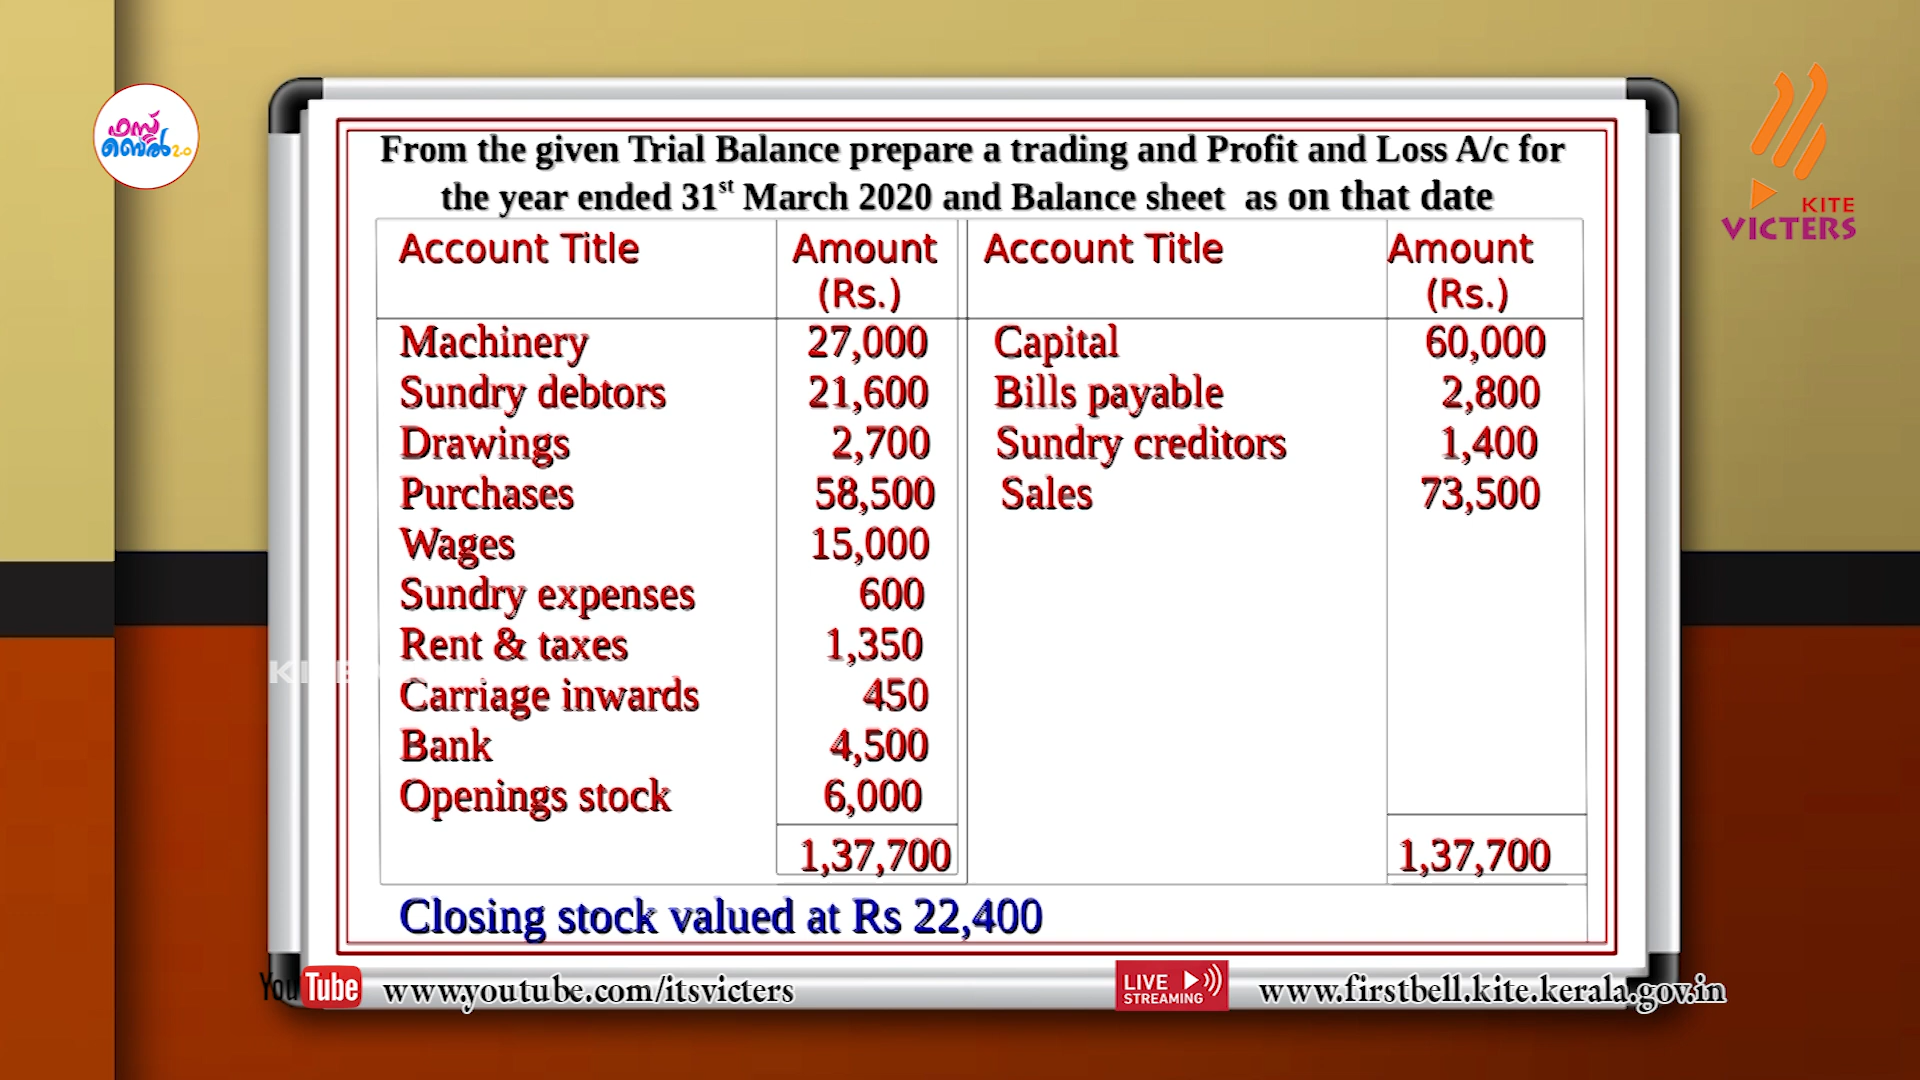 From the given Trial Balance prepare a trading and Profit and Loss A/c for
the year ended 31st March 2020 and Balance sheet as on that date
Account Title Amount (Rs.) Account Title Amount (Rs.)
Machinery 27,000 Capital 60,000
Sundry debtors 21,600 Bills payable 2,800
Drawings 2,700 Sundry creditors 1,400
Purchases 58,500 Sales 73,500
Wages 15,000
Sundry expenses 600
Rent & taxes 1,350
Carriage inwards 450
Bank 4,500
Openings stock 6,000
1,37,700 1,37,700
Closing stock valued at Rs 22,400
ഫസ്റ്റ്
ബെൽ 2.0
KITE
VICTERS
YouTube www.youtube.com/itsvicters
LIVE
STREAMING
www.firstbell.kite.kerala.gov.in